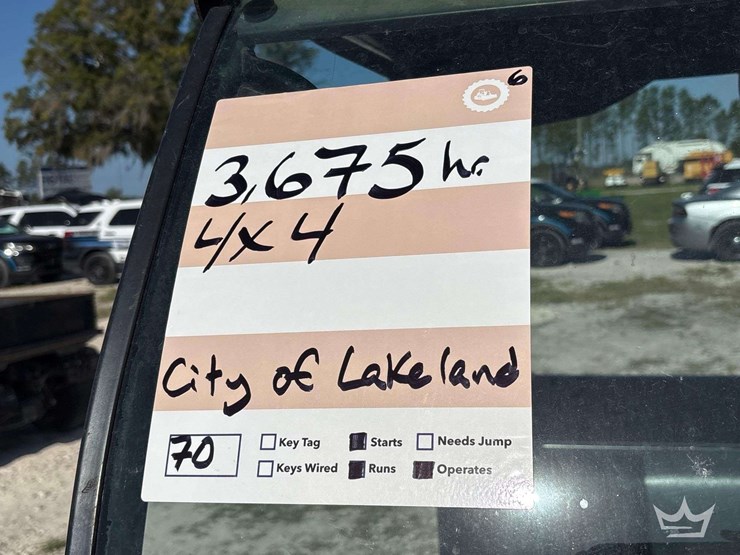 6
3,675 hr
4x4
City of Lakeland
70
Key Tag Starts Needs Jump
Keys Wired Runs Operates